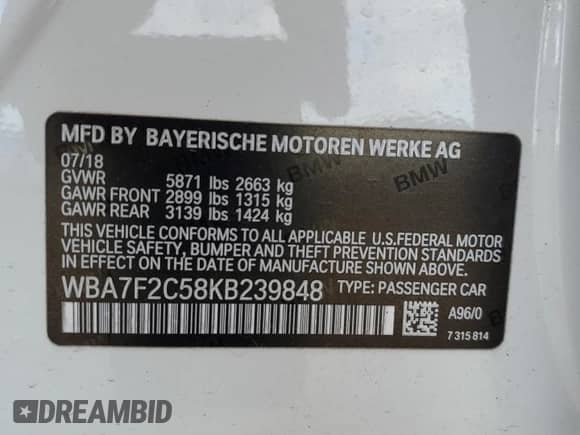 MFD BY BAYERISCHE MOTOREN WERKE AG
07/18
GVWR 5871 lbs 2663 kg
GAWR FRONT 2899 lbs 1315 kg
GAWR REAR 3139 lbs 1424 kg
THIS VEHICLE CONFORMS TO ALL APPLICABLE U.S.FEDERAL MOTOR
VEHICLE SAFETY, BUMPER AND THEFT PREVENTION STANDARDS
IN EFFECT ON THE DATE OF MANUFACTURE SHOWN ABOVE.
WBA7F2C58KB239848 TYPE: PASSENGER CAR
A96/0
7 315 814
BMW
BMW
BMW
DREAMBID